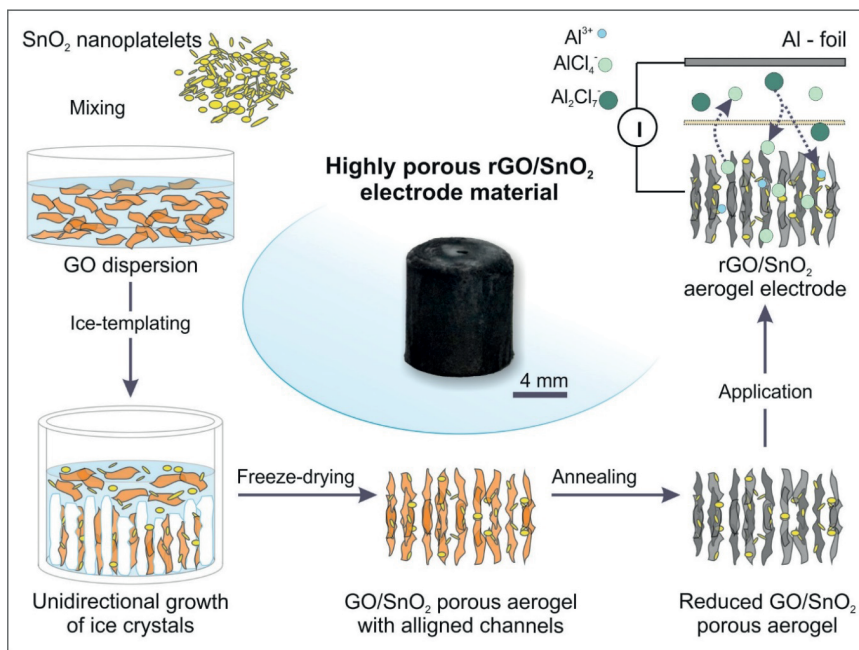 SnO₂ nanoplatelets
Mixing
GO dispersion
Ice-templating
Unidirectional growth
of ice crystals
Freeze-drying
GO/SnO₂ porous aerogel
with alligned channels
Annealing
Reduced GO/SnO₂
porous aerogel
Application
rGO/SnO₂
aerogel electrode
Al³⁺
AlCl₄⁻
Al₂Cl₇⁻
Al - foil
I
Highly porous rGO/SnO₂
electrode material
4 mm